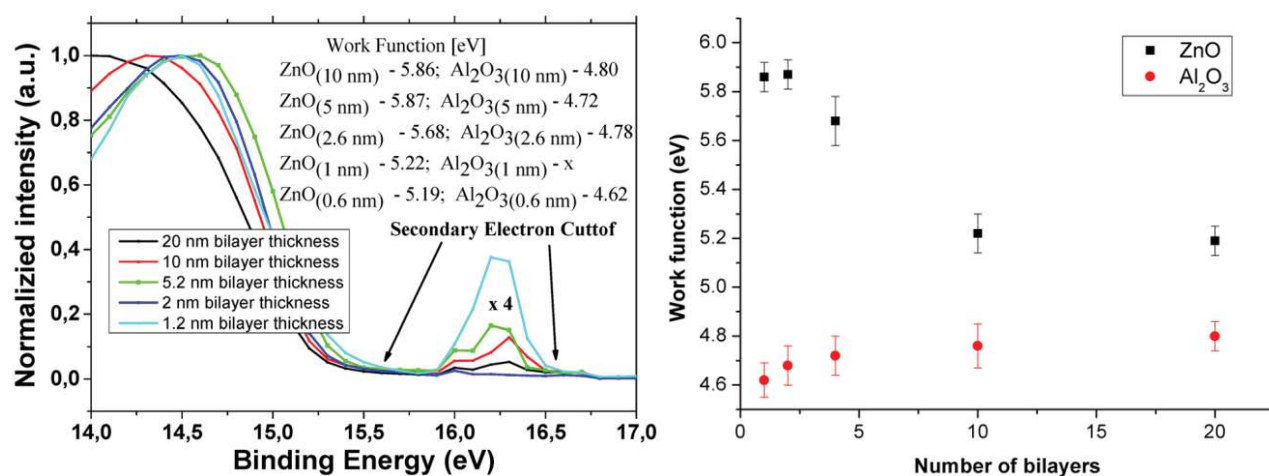 Work Function [eV]
ZnO(10 nm) - 5.86; Al2O3(10 nm) - 4.80
ZnO(5 nm) - 5.87; Al2O3(5 nm) - 4.72
ZnO(2.6 nm) - 5.68; Al2O3(2.6 nm) - 4.78
ZnO(1 nm) - 5.22; Al2O3(1 nm) - x
ZnO(0.6 nm) - 5.19; Al2O3(0.6 nm) - 4.62
Secondary Electron Cuttof
x 4
20 nm bilayer thickness
10 nm bilayer thickness
5.2 nm bilayer thickness
2 nm bilayer thickness
1.2 nm bilayer thickness
Normalizied intensity (a.u.)
1,0
0,8
0,6
0,4
0,2
0,0
14,0 14,5 15,0 15,5 16,0 16,5 17,0
Binding Energy (eV)
ZnO
Al2O3
Work function (eV)
6.0
5.8
5.6
5.4
5.2
5.0
4.8
4.6
0 5 10 15 20
Number of bilayers